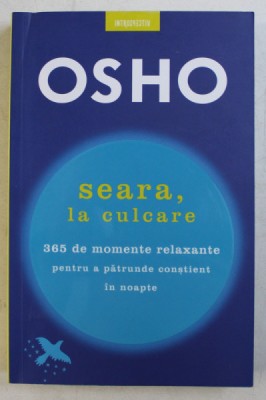 INTROSPECTIV
OSHO
seara,
la culcare
365 de momente relaxante
pentru a pătrunde conștient
în noapte